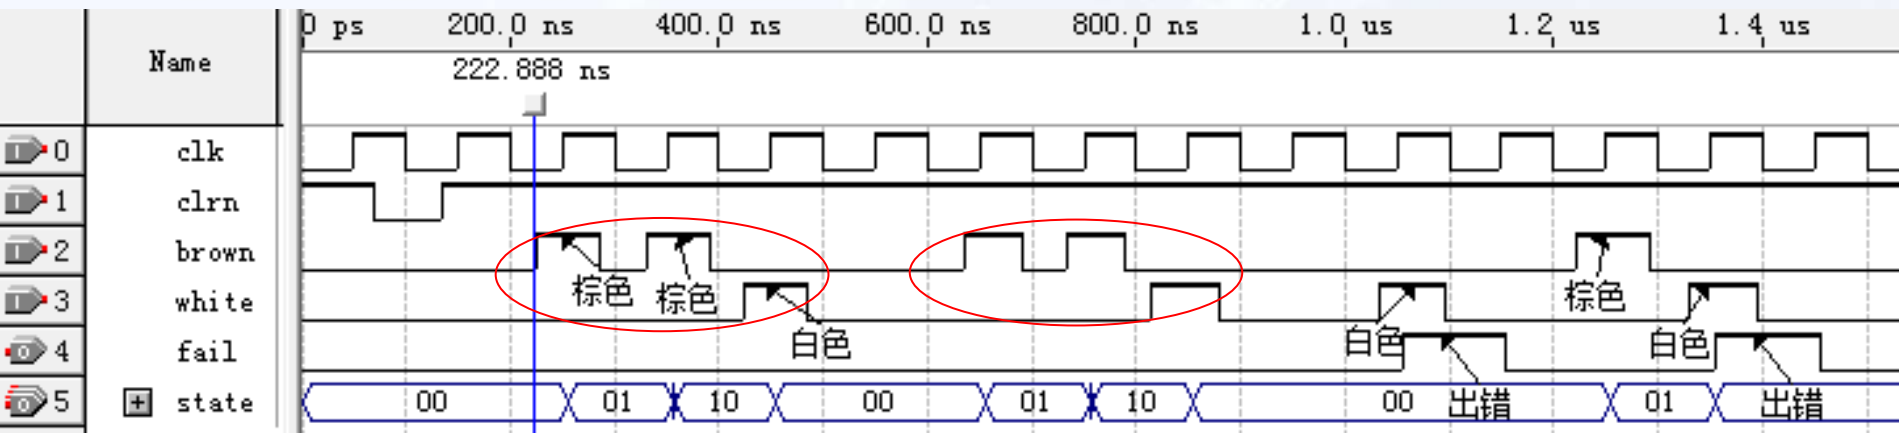 0 ps 200.0 ns 400.0 ns 600.0 ns 800.0 ns 1.0 us 1.2 us 1.4 us
Name
222.888 ns
0 clk
1 clrn
2 brown
棕色 棕色 棕色
3 white
白色 白色 白色
4 fail
5 + state 00 01 10 00 01 10 00 出错 01 出错